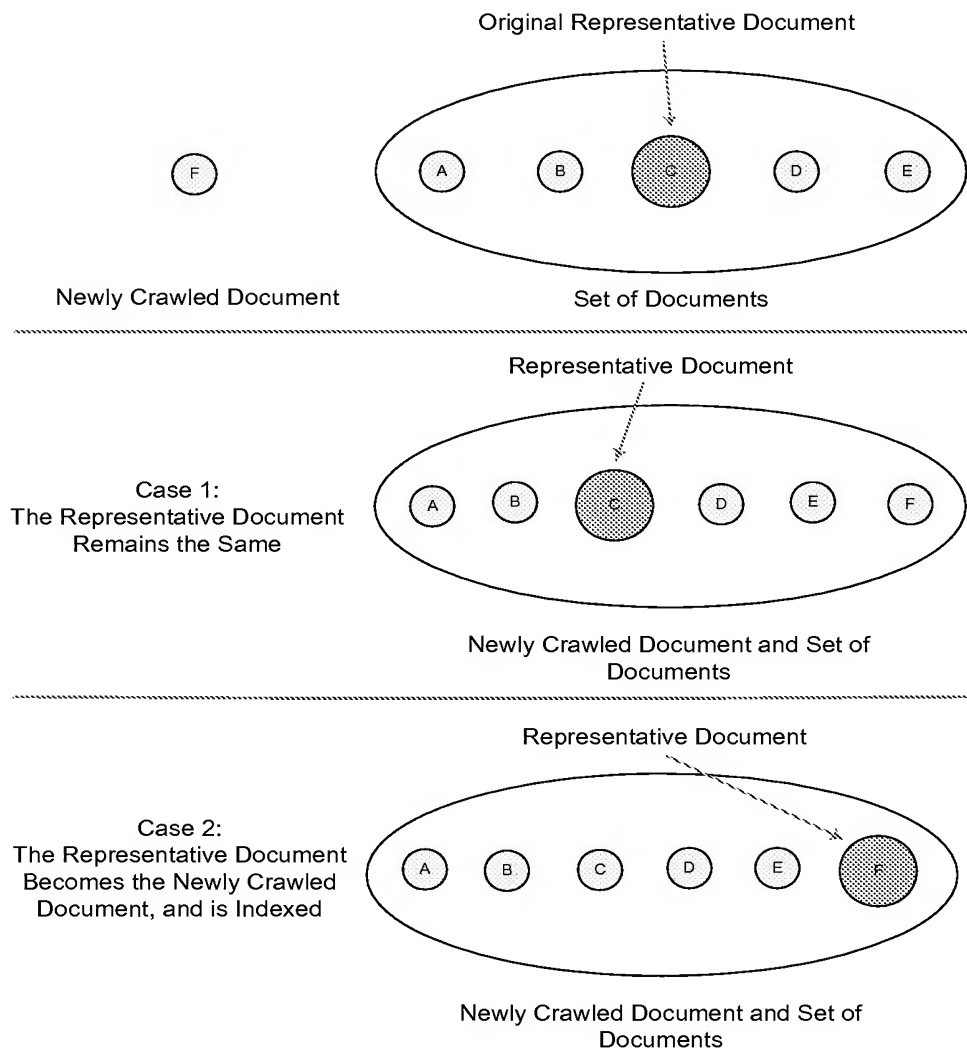 Original Representative Document
F
A
B
C
D
E
Newly Crawled Document
Set of Documents
Representative Document
Case 1:
The Representative Document
Remains the Same
A
B
C
D
E
F
Newly Crawled Document and Set of
Documents
Representative Document
Case 2:
The Representative Document
Becomes the Newly Crawled
Document, and is Indexed
A
B
C
D
E
F
Newly Crawled Document and Set of
Documents